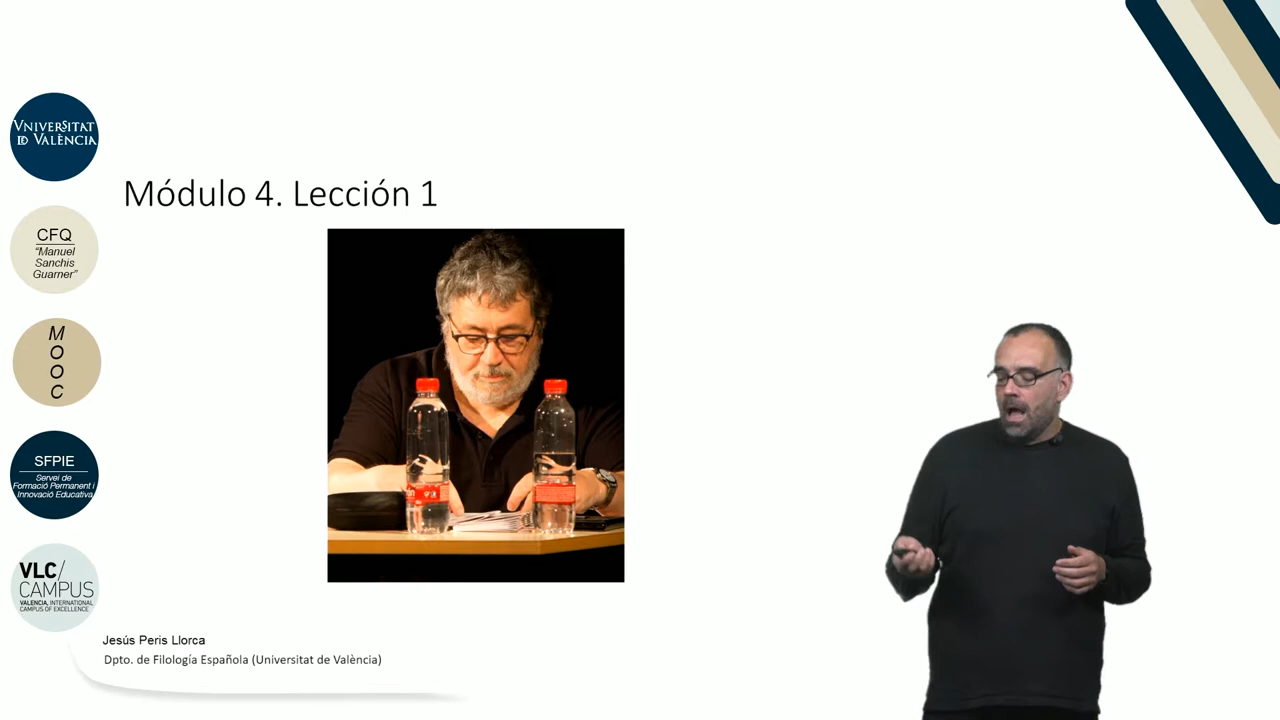 VNIVERSITAT
ID VALÈNCIA
CFQ
“Manuel
Sanchis
Guarner”
M
O
O
C
SFPIE
Servei de
Formació Permanent i
Innovació Educativa
VLC/
CAMPUS
VALENCIA, INTERNATIONAL
CAMPUS OF EXCELLENCE
Módulo 4. Lección 1
Jesús Peris Llorca
Dpto. de Filología Española (Universitat de València)